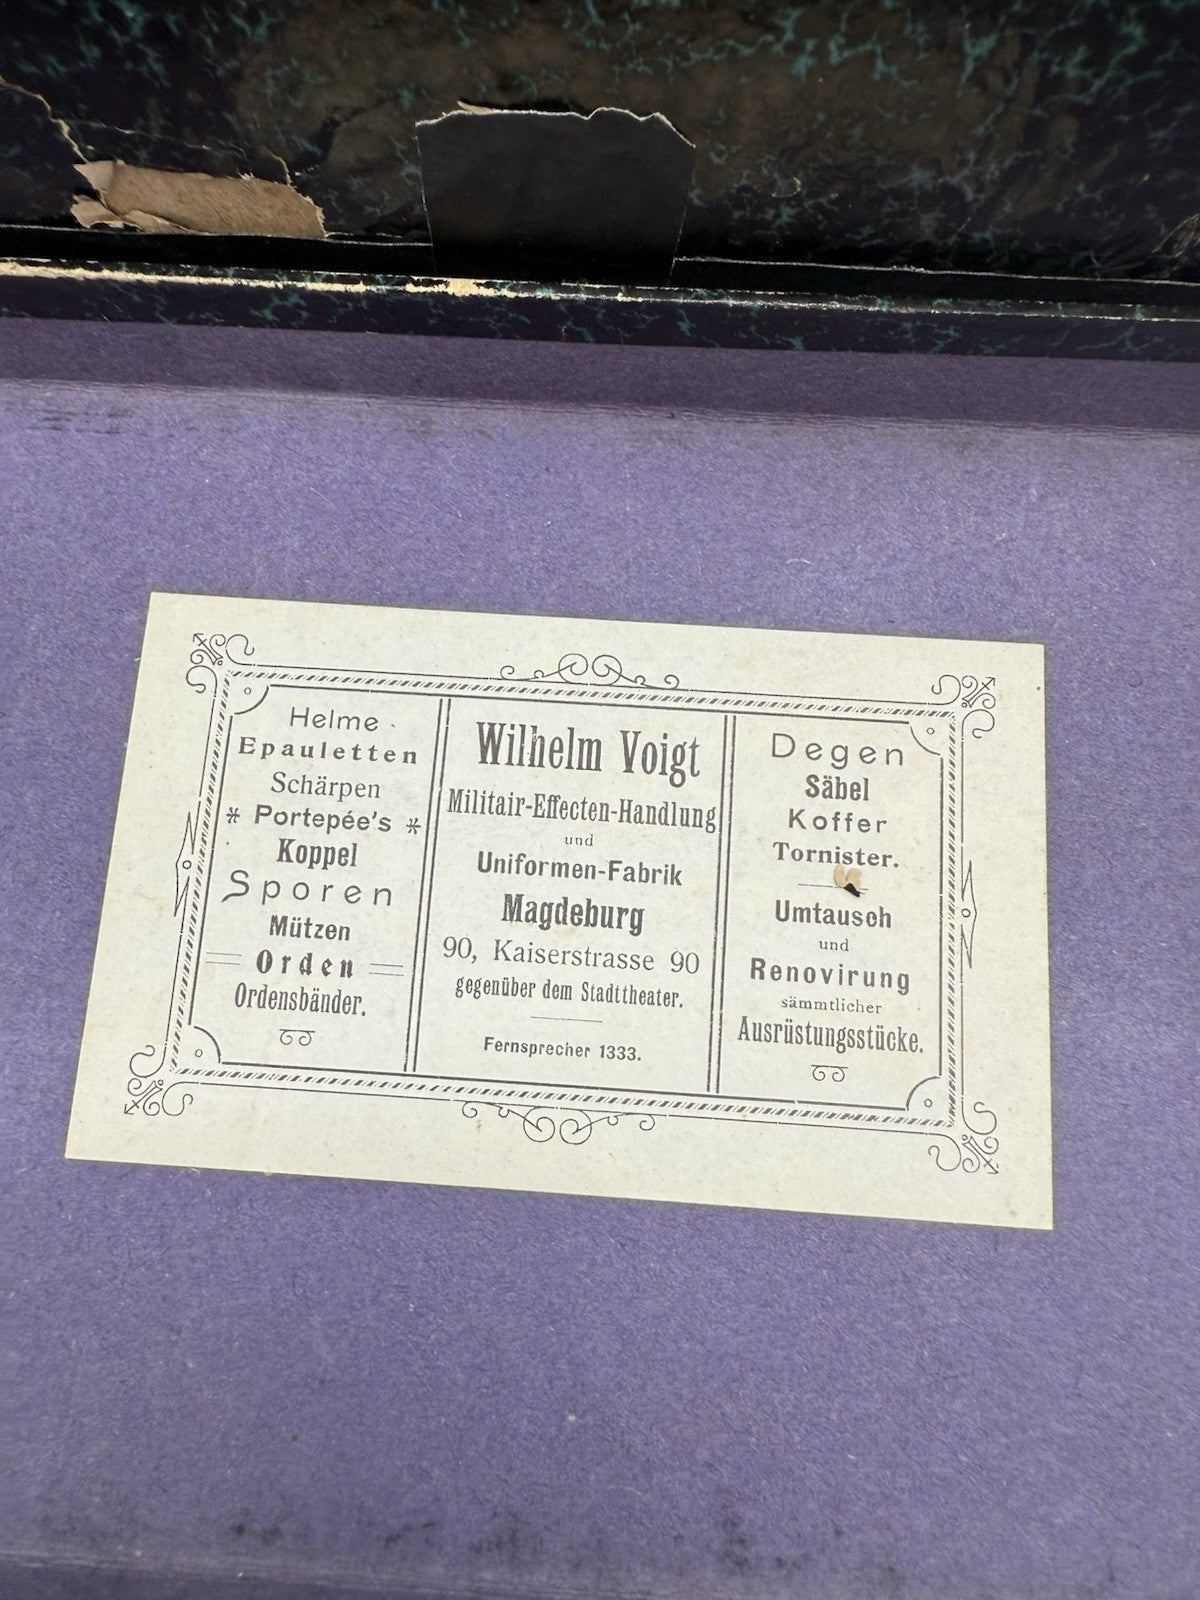 Helme
Epauletten
Schärpen
* Portepée's *
Koppel
Sporen
Mützen
Orden
Ordensbänder.
Wilhelm Voigt
Militair-Effecten-Handlung
und
Uniformen-Fabrik
Magdeburg
90, Kaiserstrasse 90
gegenüber dem Stadttheater.
Fernsprecher 1333.
Degen
Säbel
Koffer
Tornister.
Umtausch
und
Renovirung
sämmtlicher
Ausrüstungsstücke.